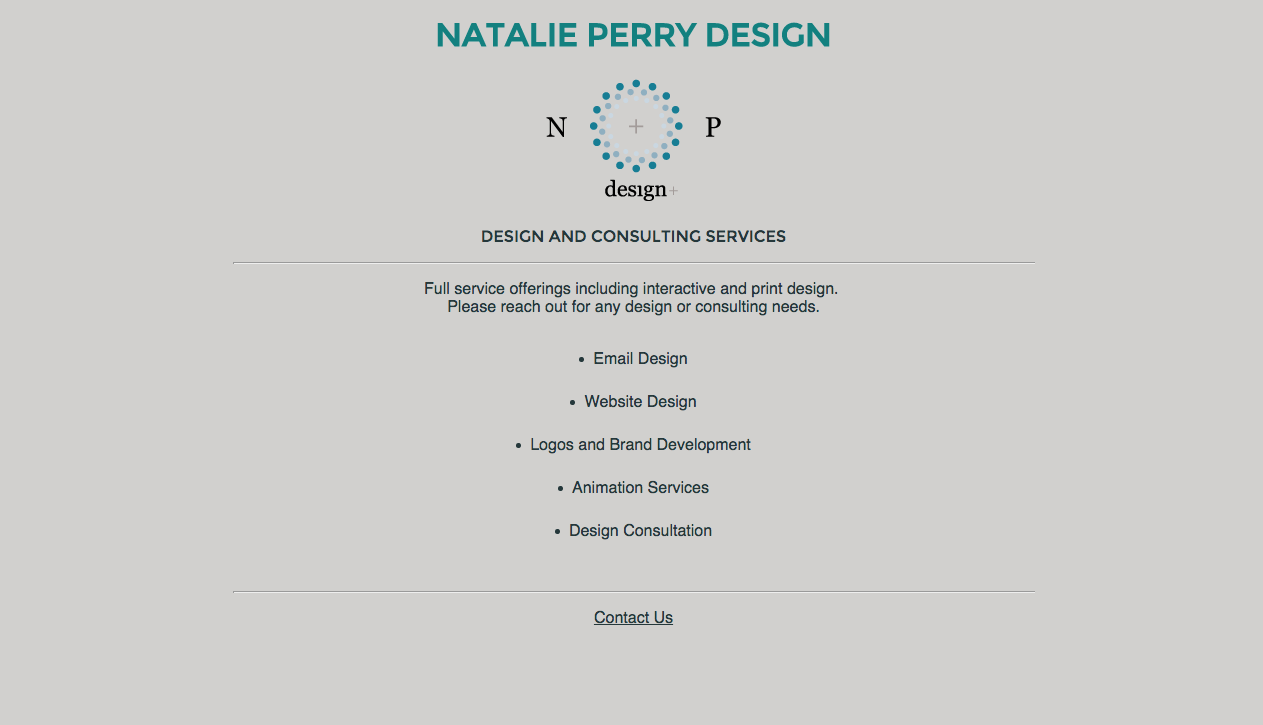 NATALIE PERRY DESIGN
N + P
design+
DESIGN AND CONSULTING SERVICES
Full service offerings including interactive and print design.
Please reach out for any design or consulting needs.
• Email Design
• Website Design
• Logos and Brand Development
• Animation Services
• Design Consultation
Contact Us